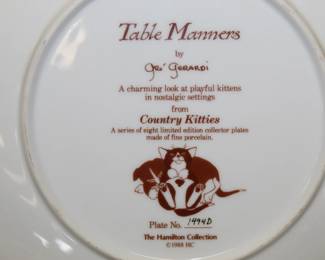 Table Manners
by
Gré Gerardi
A charming look at playful kittens
in nostalgic settings
from
Country Kitties
A series of eight limited edition collector plates
made of fine porcelain.
Plate No. 1494D
The Hamilton Collection
©1988 HC